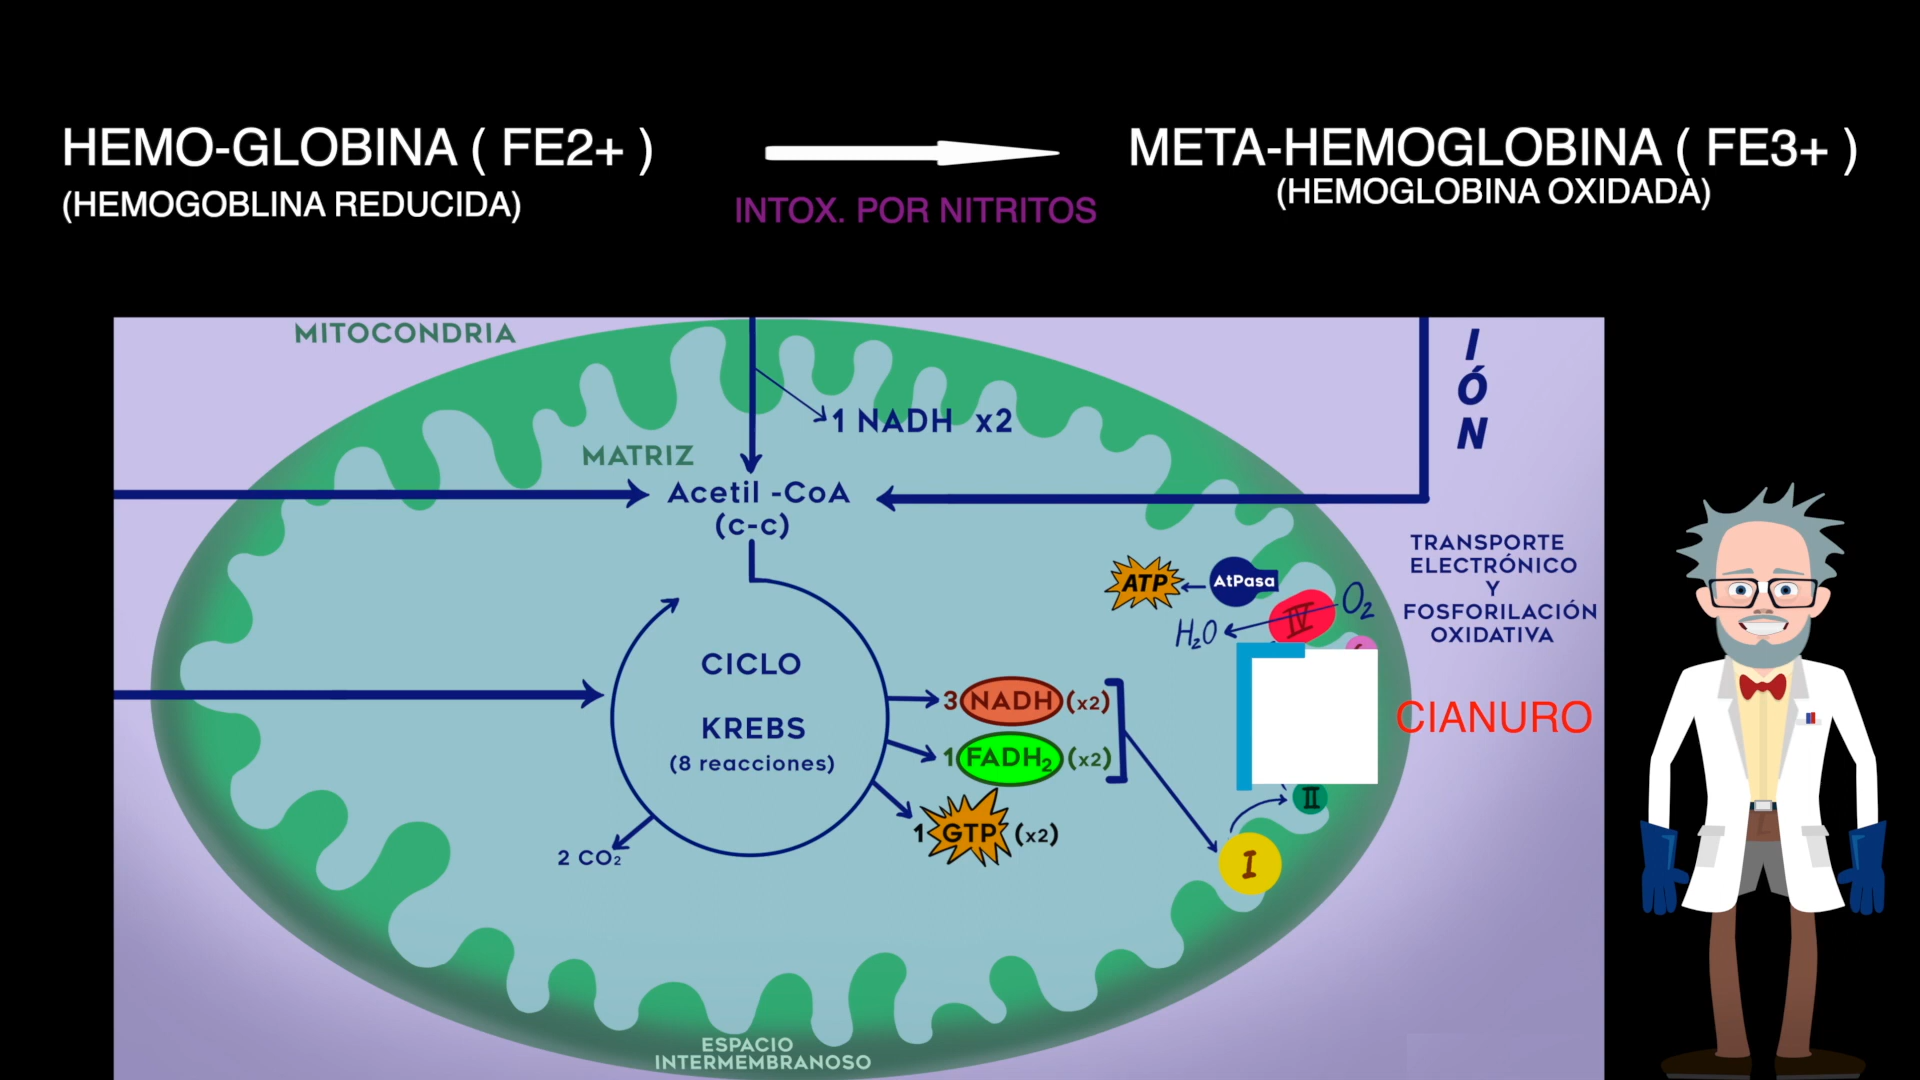 HEMO-GLOBINA ( FE2+ )
(HEMOGOBLINA REDUCIDA)
INTOX. POR NITRITOS
META-HEMOGLOBINA ( FE3+ )
(HEMOGLOBINA OXIDADA)
MITOCONDRIA
I
Ó
N
1 NADH x2
MATRIZ
Acetil -CoA
(c-c)
TRANSPORTE
ELECTRÓNICO
Y
FOSFORILACIÓN
OXIDATIVA
ATP
AtPasa
IV
O₂
H₂O
CICLO
KREBS
(8 reacciones)
3 NADH (x2)
1 FADH₂ (x2)
1 GTP (x2)
2 CO₂
CIANURO
II
I
ESPACIO
INTERMEMBRANOSO